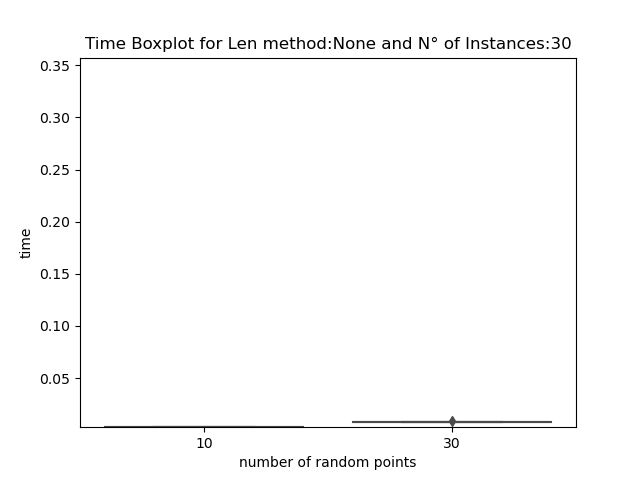 Time Boxplot for Len method:None and N° of Instances:30
0.35
0.30
0.25
0.20
0.15
0.10
0.05
time
10 30
number of random points